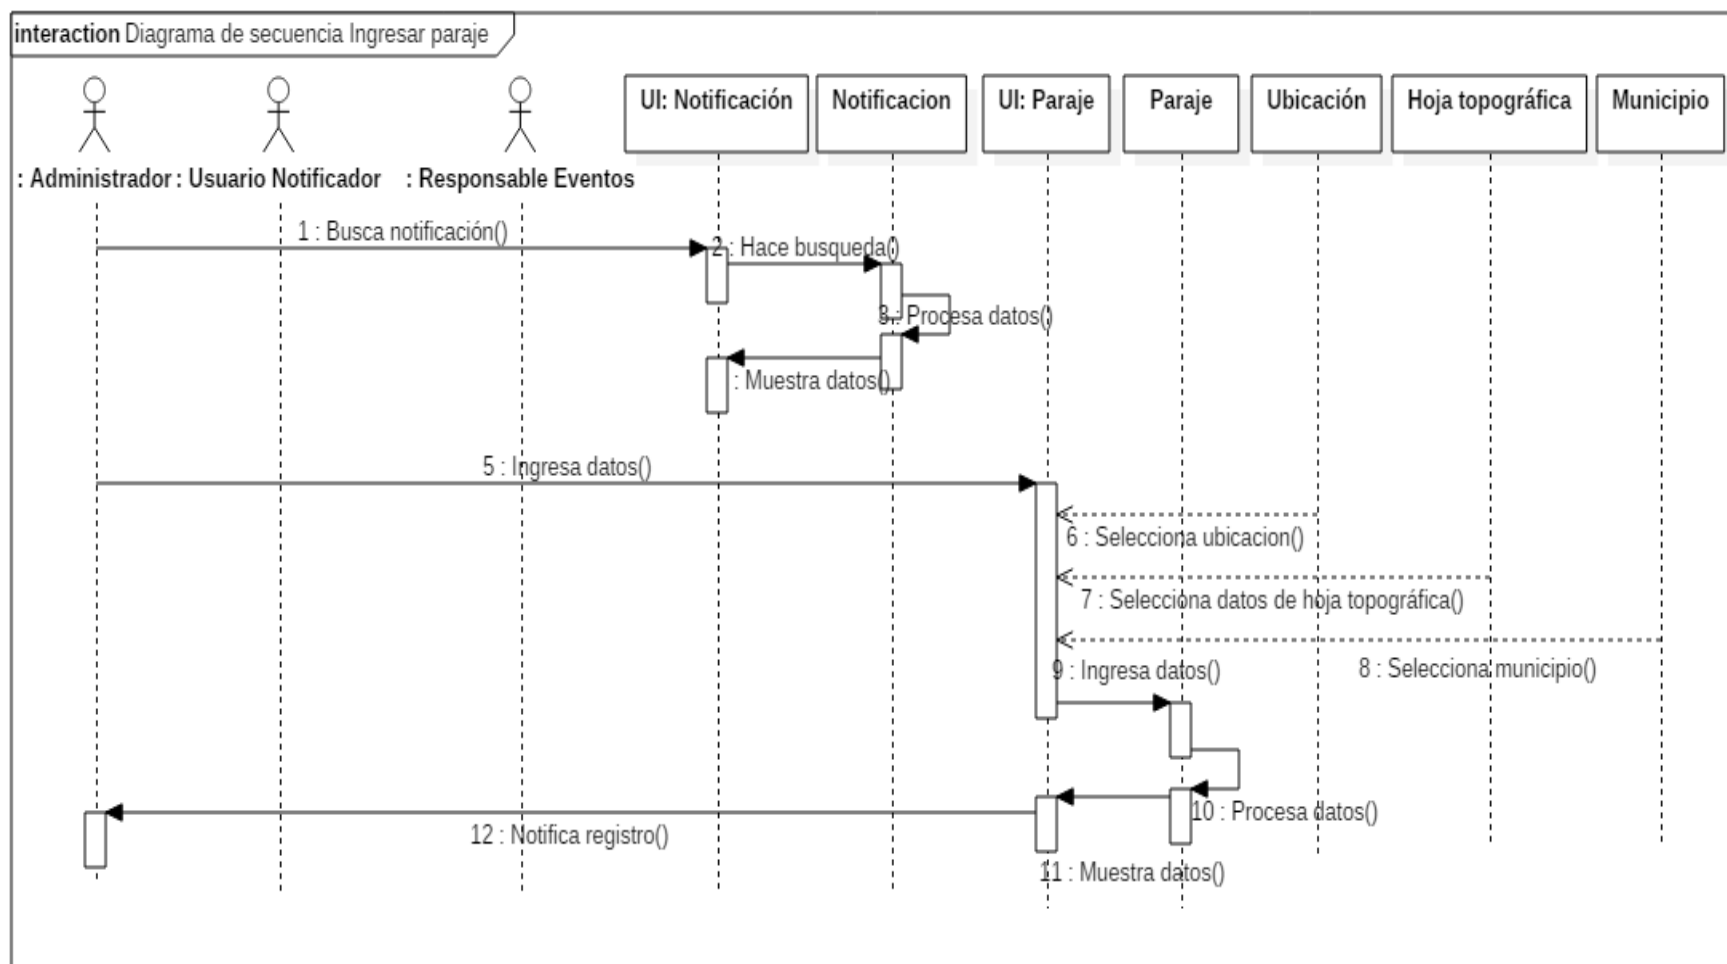 interaction Diagrama de secuencia Ingresar paraje
UI: Notificación
Notificacion
UI: Paraje
Paraje
Ubicación
Hoja topográfica
Municipio
: Administrador
: Usuario Notificador
: Responsable Eventos
1 : Busca notificación()
2 : Hace busqueda()
3 : Procesa datos()
: Muestra datos()
5 : Ingresa datos()
6 : Selecciona ubicacion()
7 : Selecciona datos de hoja topográfica()
8 : Selecciona municipio()
9 : Ingresa datos()
10 : Procesa datos()
12 : Notifica registro()
11 : Muestra datos()